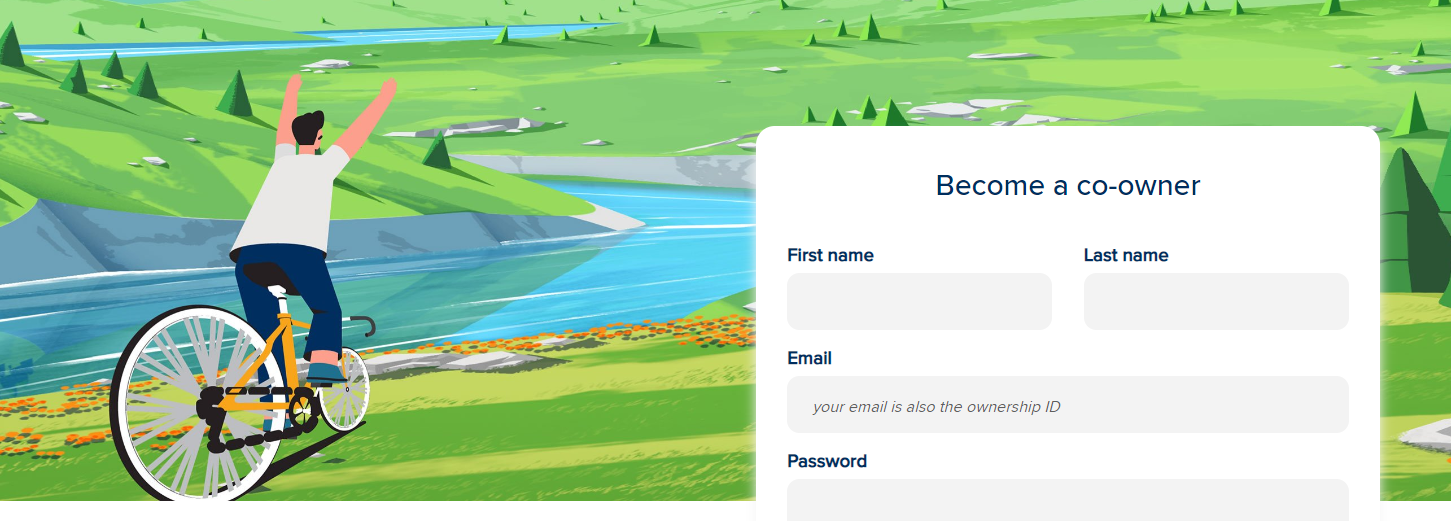 Become a co-owner
First name
Last name
Email
your email is also the ownership ID
Password